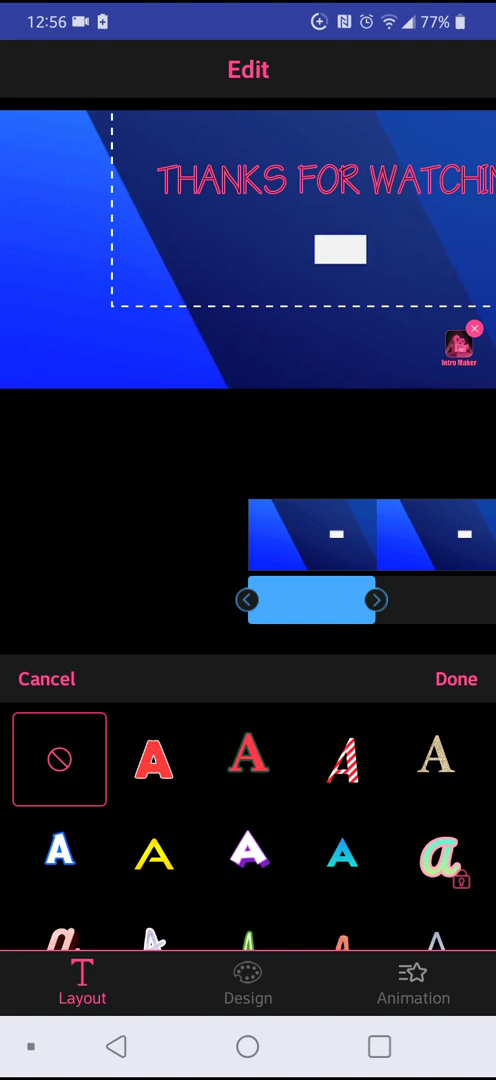 12:56
77%
Edit
THANKS FOR WATCHIN
Intro Maker
Cancel
Done
A A A A
A A A A a
Layout
Design
Animation